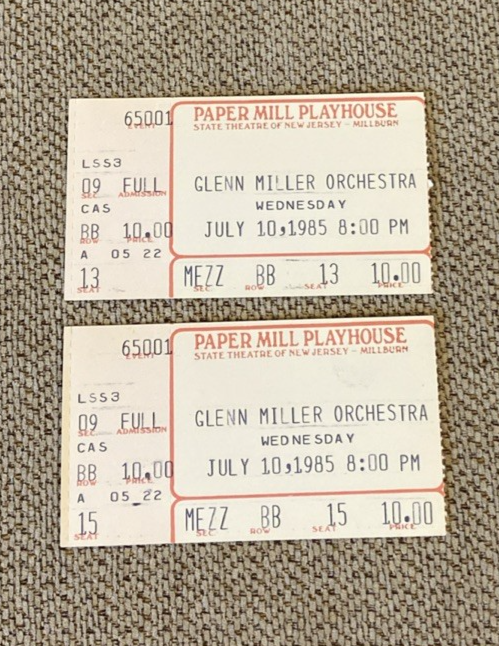 65001
EVENT
LSS3
09 FULL
SEC. ADMISSION
CAS
BB 10.00
ROW PRICE
A 05 22
13
SEAT
PAPER MILL PLAYHOUSE
STATE THEATRE OF NEW JERSEY – MILLBURN
GLENN MILLER ORCHESTRA
WEDNESDAY
JULY 10,1985 8:00 PM
MEZZ BB 13 10.00
SEC. ROW SEAT PRICE
65001
EVENT
LSS3
09 FULL
SEC. ADMISSION
CAS
BB 10.00
ROW PRICE
A 05 22
15
SEAT
PAPER MILL PLAYHOUSE
STATE THEATRE OF NEW JERSEY – MILLBURN
GLENN MILLER ORCHESTRA
WEDNESDAY
JULY 10,1985 8:00 PM
MEZZ BB 15 10.00
SEC. ROW SEAT PRICE